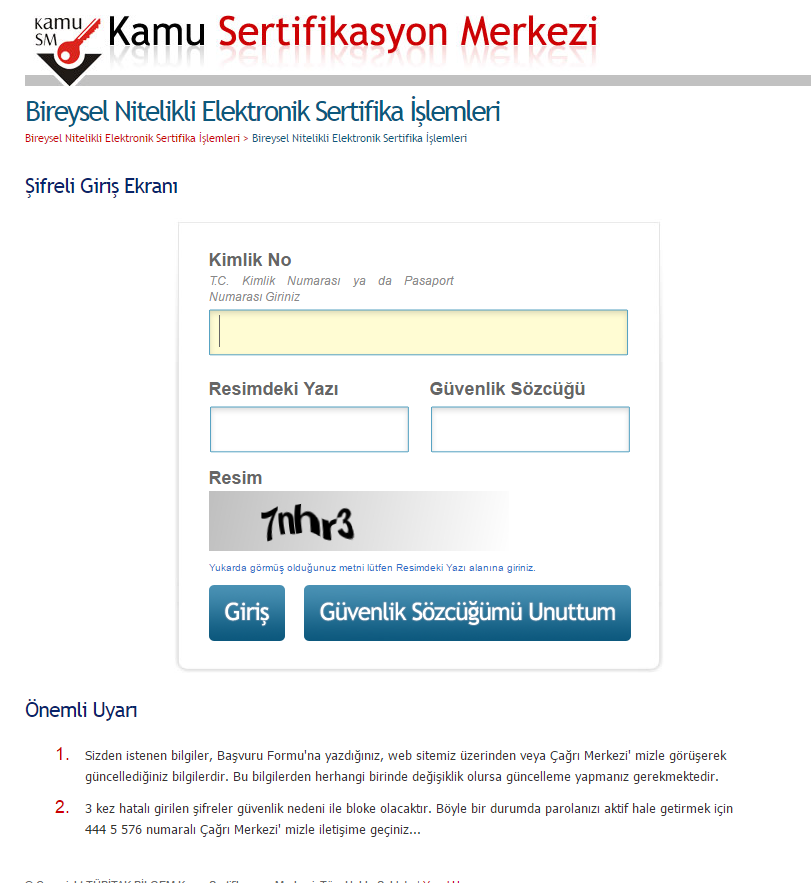 kamu
SM
Kamu Sertifikasyon Merkezi
Bireysel Nitelikli Elektronik Sertifika İşlemleri
Bireysel Nitelikli Elektronik Sertifika İşlemleri > Bireysel Nitelikli Elektronik Sertifika İşlemleri
Şifreli Giriş Ekranı
Kimlik No
T.C. Kimlik Numarası ya da Pasaport
Numarası Giriniz
Resimdeki Yazı Güvenlik Sözcüğü
Resim
7nhr3
Yukarda görmüş olduğunuz metni lütfen Resimdeki Yazı alanına giriniz.
Giriş Güvenlik Sözcüğümü Unuttum
Önemli Uyarı
1. Sizden istenen bilgiler, Başvuru Formu'na yazdığınız, web sitemiz üzerinden veya Çağrı Merkezi' mizle görüşerek
güncellediğiniz bilgilerdir. Bu bilgilerden herhangi birinde değişiklik olursa güncelleme yapmanız gerekmektedir.
2. 3 kez hatalı girilen şifreler güvenlik nedeni ile bloke olacaktır. Böyle bir durumda parolanızı aktif hale getirmek için
444 5 576 numaralı Çağrı Merkezi' mizle iletişime geçiniz...